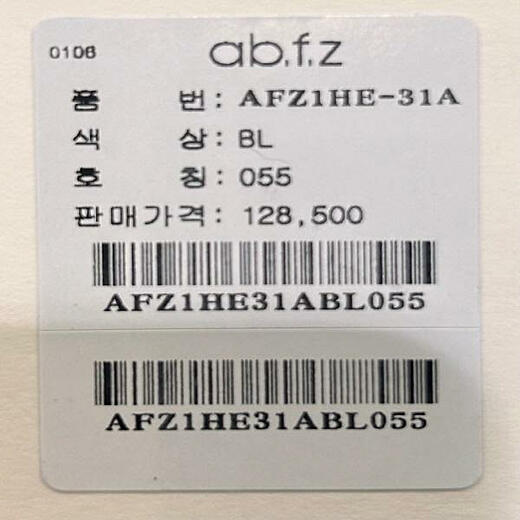 0106
ab.f.z
품 번: AFZ1HE-31A
색 상: BL
호 칭: 055
판매가격: 128,500
AFZ1HE31ABL055
AFZ1HE31ABL055